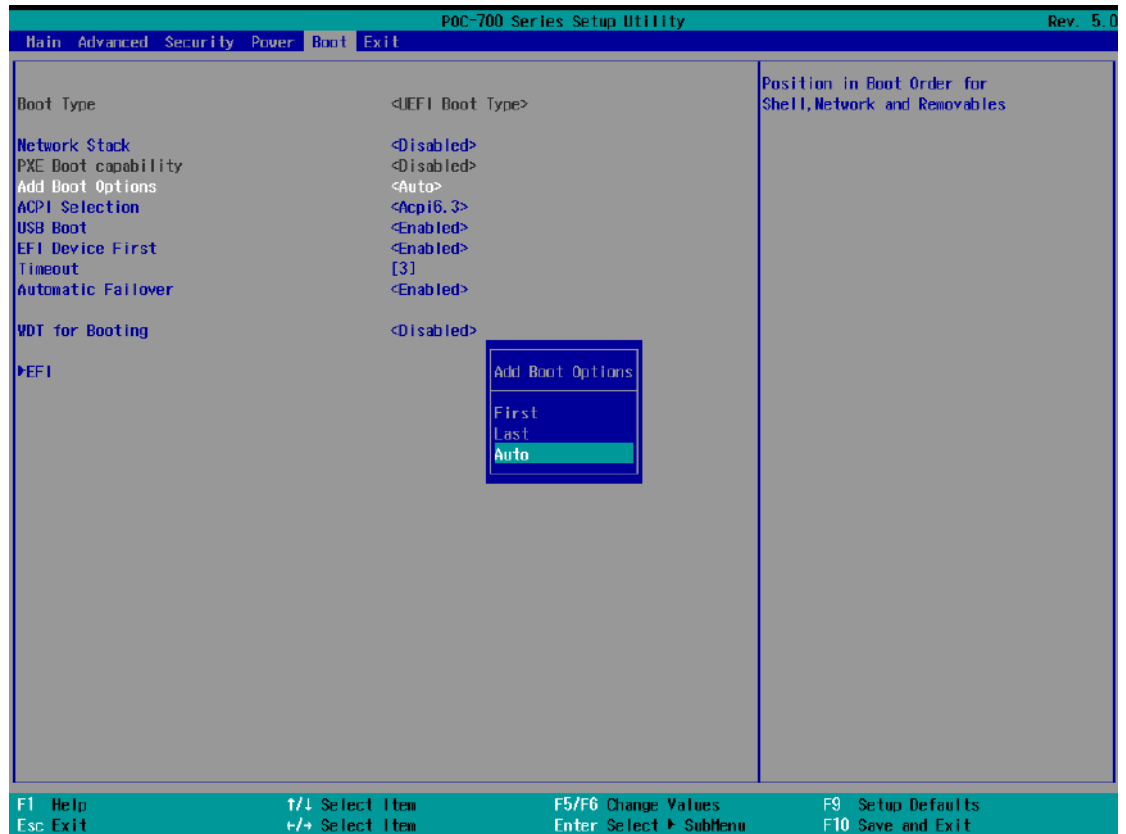 POC-700 Series Setup Utility Rev. 5.0
Main Advanced Security Power Boot Exit
Boot Type <UEFI Boot Type>
Network Stack <Disabled>
PXE Boot capability <Disabled>
Add Boot Options <Auto>
ACPI Selection <Acpi6.3>
USB Boot <Enabled>
EFI Device First <Enabled>
Timeout [3]
Automatic Failover <Enabled>
WDT for Booting <Disabled>
▶EFI
Add Boot Options
First
Last
Auto
Position in Boot Order for
Shell,Network and Removables
F1 Help ↑/↓ Select Item F5/F6 Change Values F9 Setup Defaults
Esc Exit ←/→ Select Item Enter Select ▶ SubMenu F10 Save and Exit